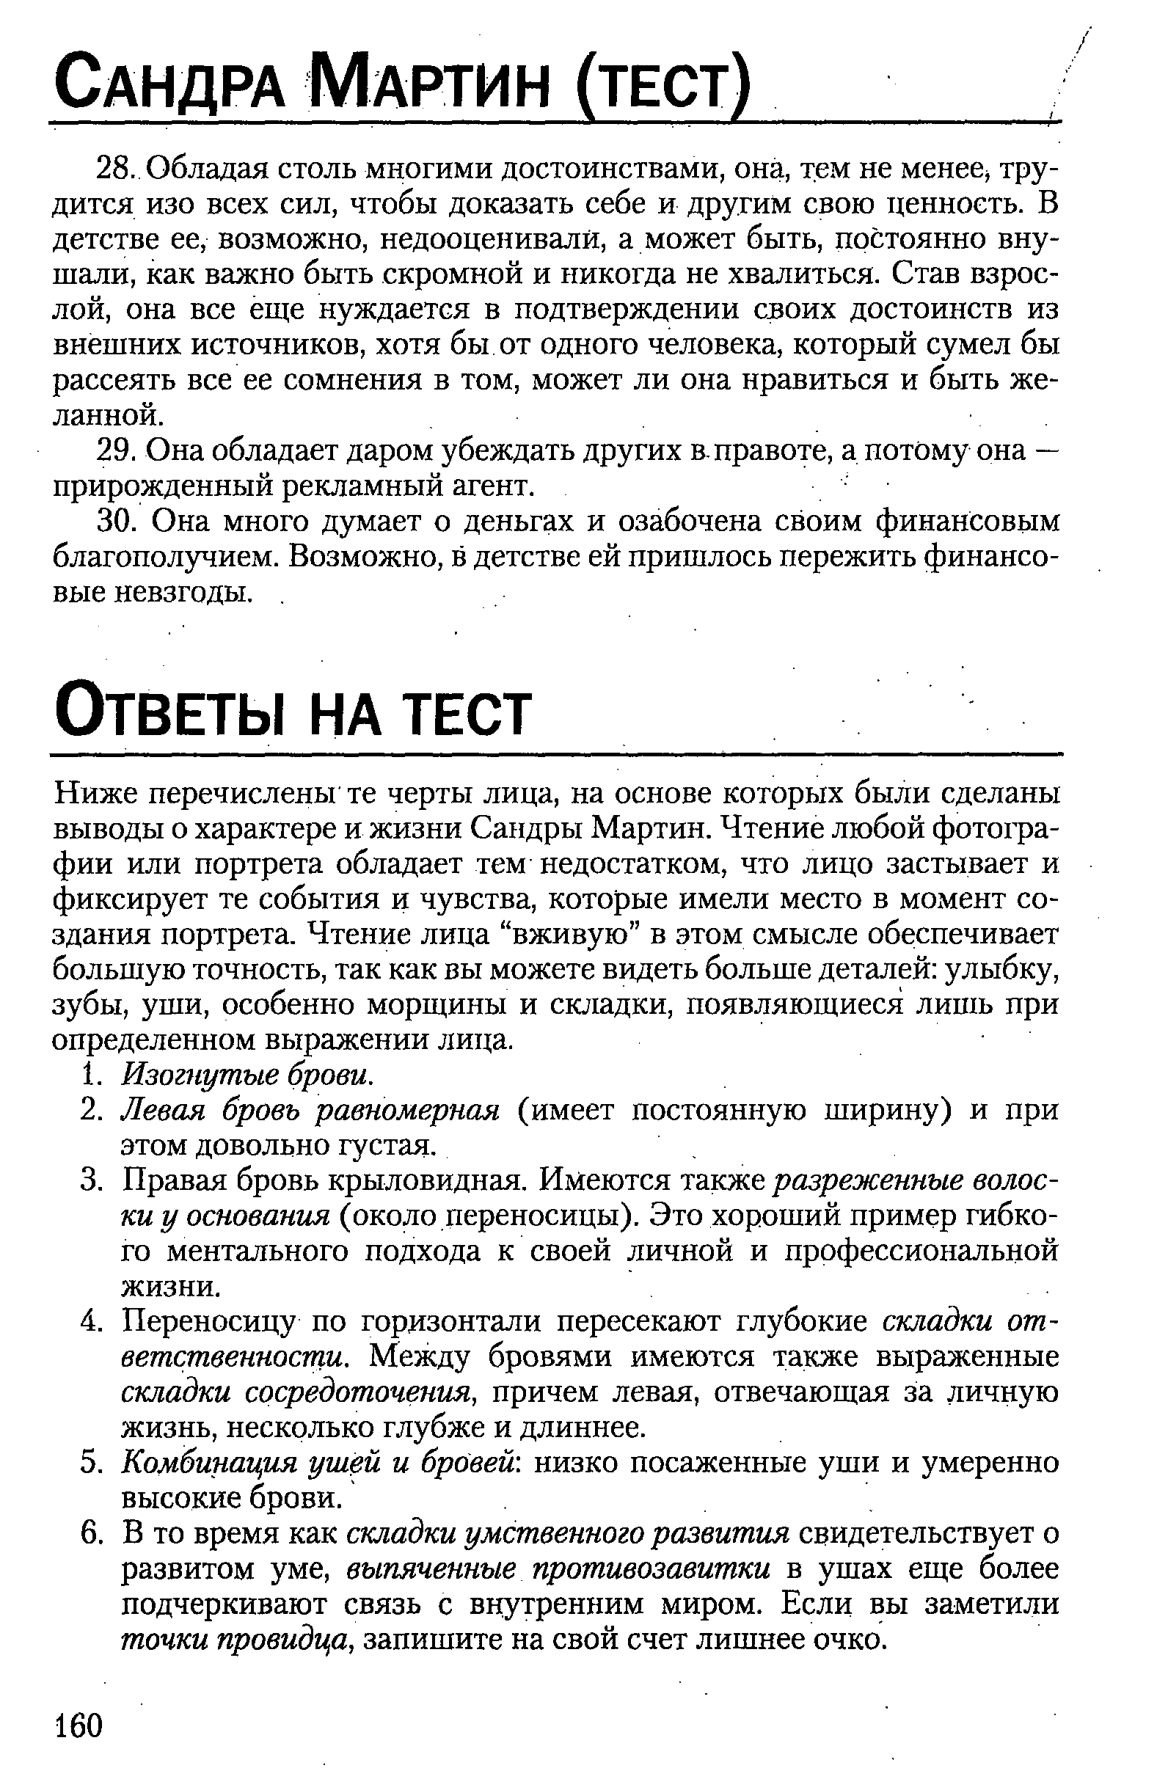 Сандра Мартин (тест)
28. Обладая столь многими достоинствами, она, тем не менее, тру-
дится изо всех сил, чтобы доказать себе и другим свою ценность. В
детстве ее, возможно, недооценивали, а может быть, постоянно вну-
шали, как важно быть скромной и никогда не хвалиться. Став взрос-
лой, она все еще нуждается в подтверждении своих достоинств из
внешних источников, хотя бы от одного человека, который сумел бы
рассеять все ее сомнения в том, может ли она нравиться и быть же-
ланной.
29. Она обладает даром убеждать других в правоте, а потому она —
прирожденный рекламный агент.
30. Она много думает о деньгах и озабочена своим финансовым
благополучием. Возможно, в детстве ей пришлось пережить финансо-
вые невзгоды.
Ответы на тест
Ниже перечислены те черты лица, на основе которых были сделаны
выводы о характере и жизни Сандры Мартин. Чтение любой фотогра-
фии или портрета обладает тем недостатком, что лицо застывает и
фиксирует те события и чувства, которые имели место в момент со-
здания портрета. Чтение лица “вживую” в этом смысле обеспечивает
большую точность, так как вы можете видеть больше деталей: улыбку,
зубы, уши, особенно морщины и складки, появляющиеся лишь при
определенном выражении лица.
1. Изогнутые брови.
2. Левая бровь равномерная (имеет постоянную ширину) и при
этом довольно густая.
3. Правая бровь крыловидная. Имеются также разреженные волос-
ки у основания (около переносицы). Это хороший пример гибко-
го ментального подхода к своей личной и профессиональной
жизни.
4. Переносицу по горизонтали пересекают глубокие складки от-
ветственности. Между бровями имеются также выраженные
складки сосредоточения, причем левая, отвечающая за личную
жизнь, несколько глубже и длиннее.
5. Комбинация ушей и бровей: низко посаженные уши и умеренно
высокие брови.
6. В то время как складки умственного развития свидетельствует о
развитом уме, выпяченные противозавитки в ушах еще более
подчеркивают связь с внутренним миром. Если вы заметили
точки провидца, запишите на свой счет лишнее очко.
160